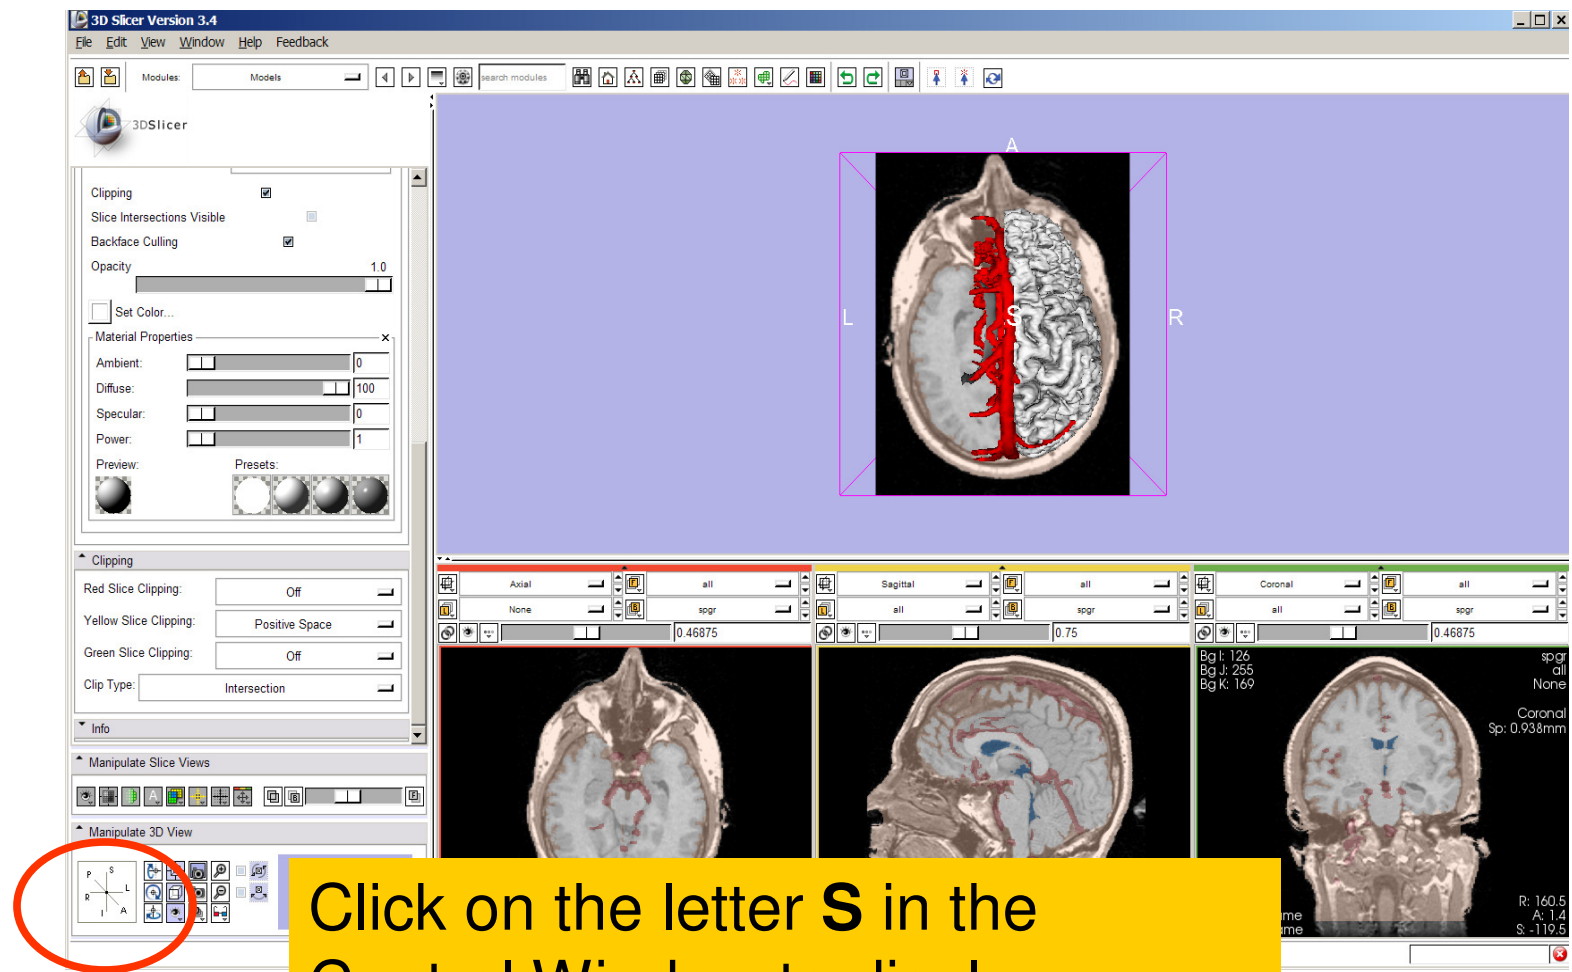 3D Slicer Version 3.4
File Edit View Window Help Feedback
Modules: Models search modules
3DSlicer
Clipping
Slice Intersections Visible
Backface Culling
Opacity 1.0
Set Color...
Material Properties
Ambient: 0
Diffuse: 100
Specular: 0
Power: 1
Preview: Presets:
Clipping
Red Slice Clipping: Off
Yellow Slice Clipping: Positive Space
Green Slice Clipping: Off
Clip Type: Intersection
Info
Manipulate Slice Views
Manipulate 3D View
P S
R L
I A
A
L S R
Axial all
None spgr
0.46875
Sagittal all
all spgr
0.75
Coronal all
all spgr
0.46875
Bg I: 126 spgr
Bg J: 255 all
Bg K: 169 None
Coronal
Sp: 0.938mm
R: 160.5
A: 1.4
S: -119.5
Click on the letter S in the